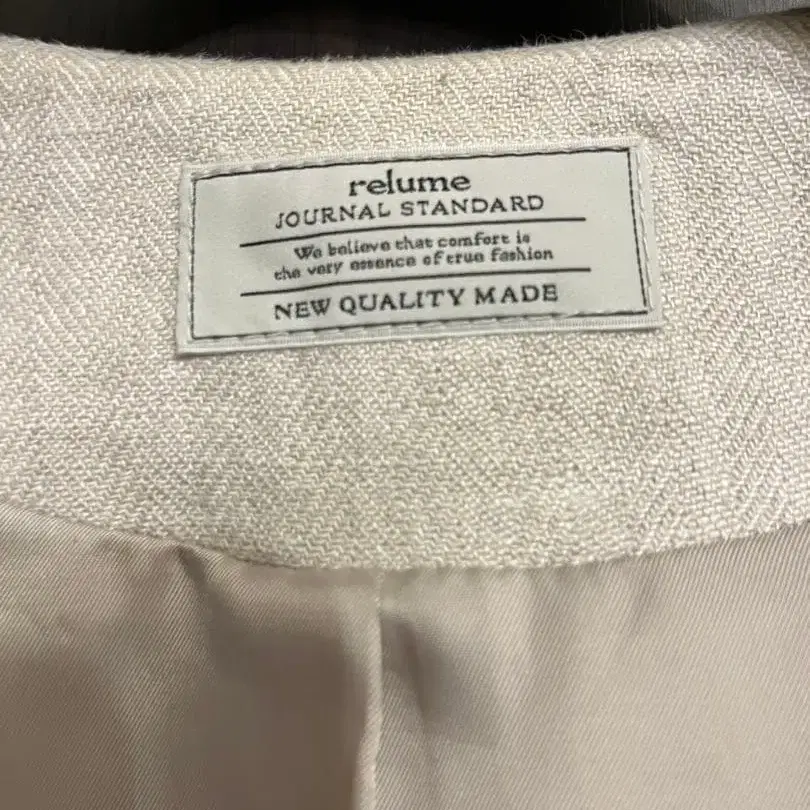 relume
JOURNAL STANDARD
We believe that comfort is
the very essence of true fashion
NEW QUALITY MADE